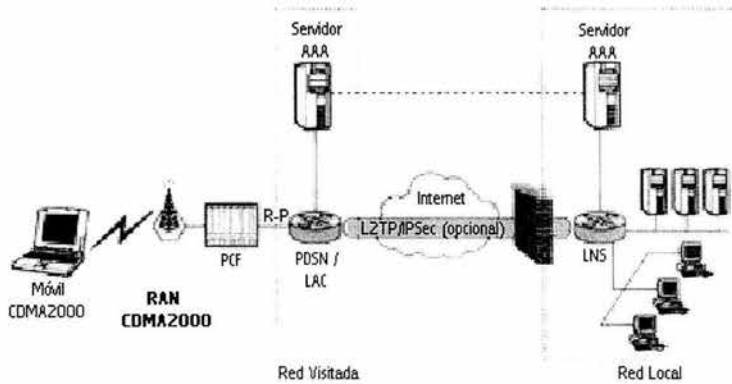 Servidor
AAA
Servidor
AAA
Internet
R-P
L2TP/IPSec (opcional)
PCF
PDSN /
LAC
LNS
Móvil
CDMA2000
RAN
CDMA2000
Red Visitada
Red Local